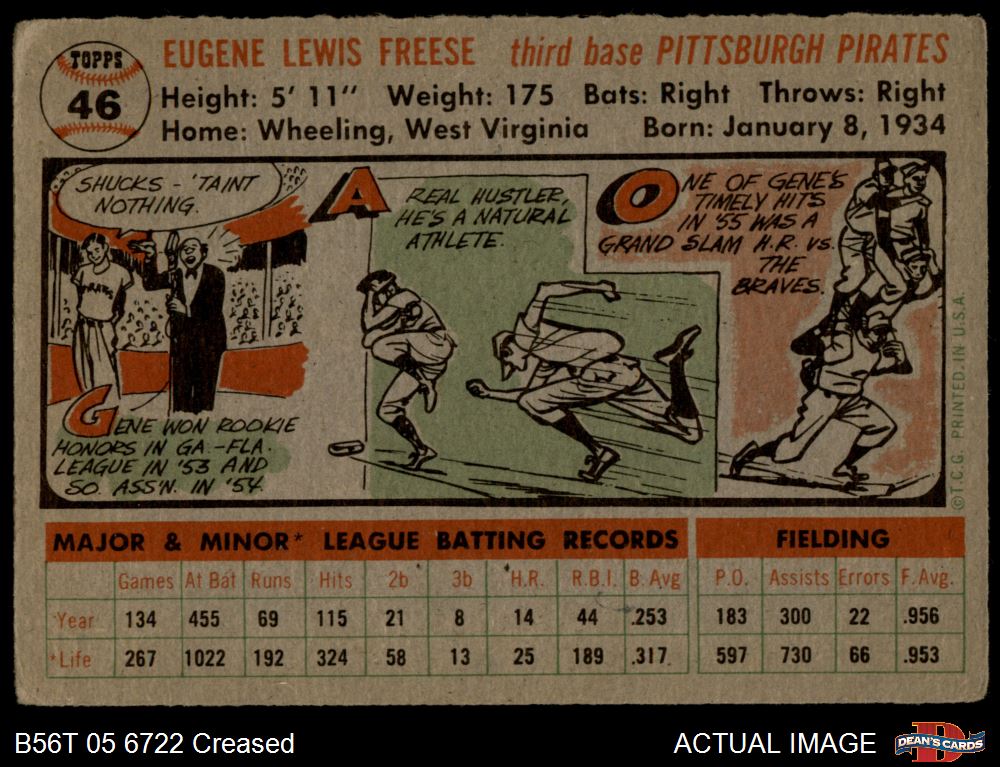 TOPPS
46
EUGENE LEWIS FREESE third base PITTSBURGH PIRATES
Height: 5' 11" Weight: 175 Bats: Right Throws: Right
Home: Wheeling, West Virginia Born: January 8, 1934
SHUCKS - 'TAINT
NOTHING.
PIRATES
GENE WON ROOKIE
HONORS IN GA.-FLA.
LEAGUE IN '53 AND
SO. ASS'N. IN '54.
A
REAL HUSTLER,
HE'S A NATURAL
ATHLETE.
ONE OF GENE'S
TIMELY HITS
IN '55 WAS A
GRAND SLAM H.R. VS.
THE
BRAVES.
©T.C.G. PRINTED IN U.S.A.
MAJOR & MINOR* LEAGUE BATTING RECORDS FIELDING
Games At Bat Runs Hits 2b 3b H.R. R.B.I. B. Avg P.O. Assists Errors F. Avg.
Year 134 455 69 115 21 8 14 44 .253 183 300 22 .956
*Life 267 1022 192 324 58 13 25 189 .317 597 730 66 .953
B56T 05 6722 Creased ACTUAL IMAGE
D
DEAN'S CARDS